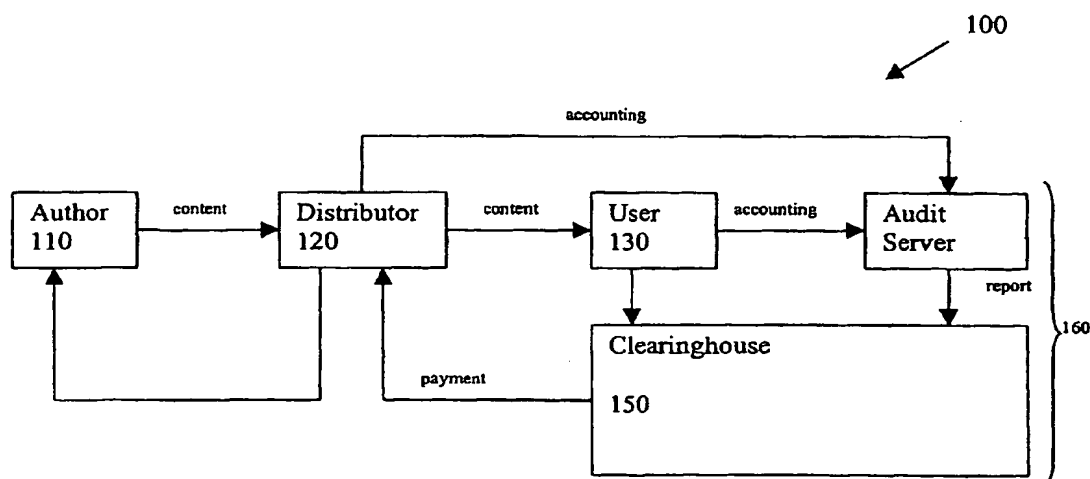 100
accounting
Author
110
content
Distributor
120
content
User
130
accounting
Audit
Server
report
160
Clearinghouse
150
payment